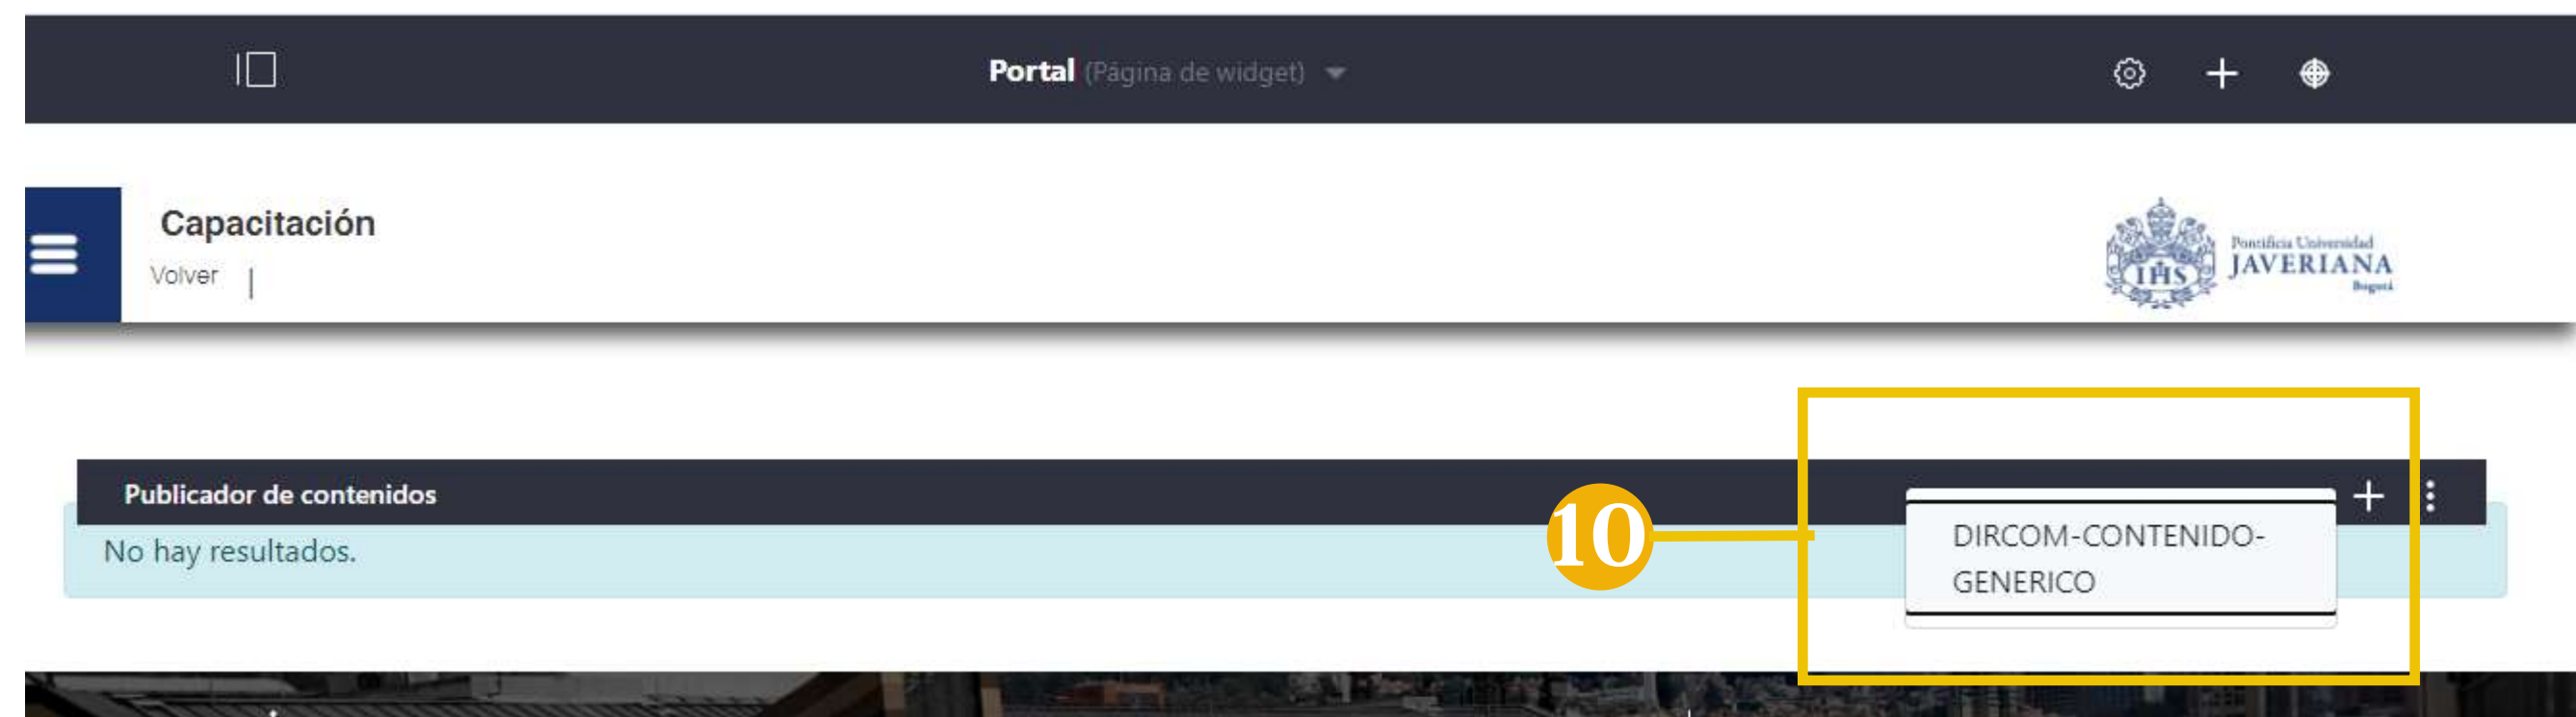 Portal (Página de widget)
Capacitación
Volver |
IHS
Pontificia Universidad
JAVERIANA
Bogotá
Publicador de contenidos
No hay resultados.
10
DIRCOM-CONTENIDO-
GENERICO